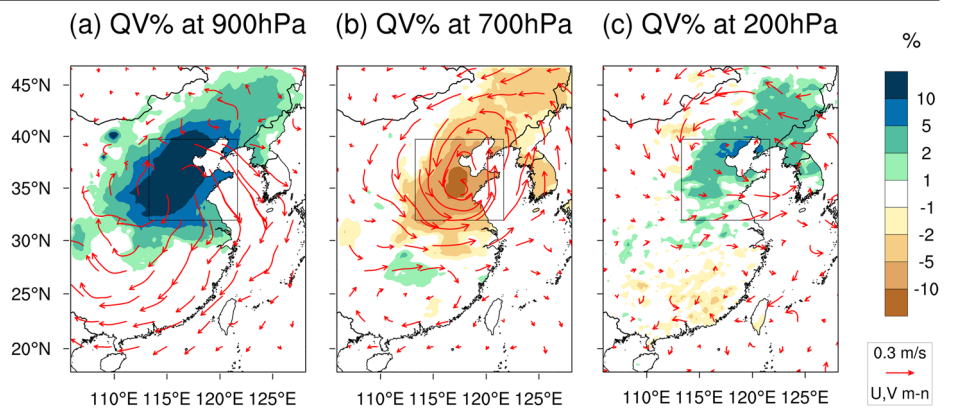 (a) QV% at 900hPa (b) QV% at 700hPa (c) QV% at 200hPa
%
45°N
40°N
35°N
30°N
25°N
20°N
110°E 115°E 120°E 125°E
110°E 115°E 120°E 125°E
110°E 115°E 120°E 125°E
10
5
2
1
-1
-2
-5
-10
0.3 m/s
U,V m-n